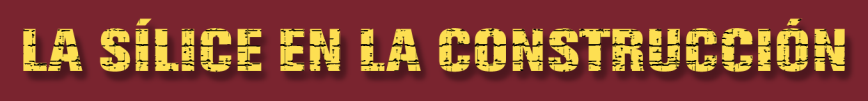 LA SÍLICE EN LA CONSTRUCCIÓN